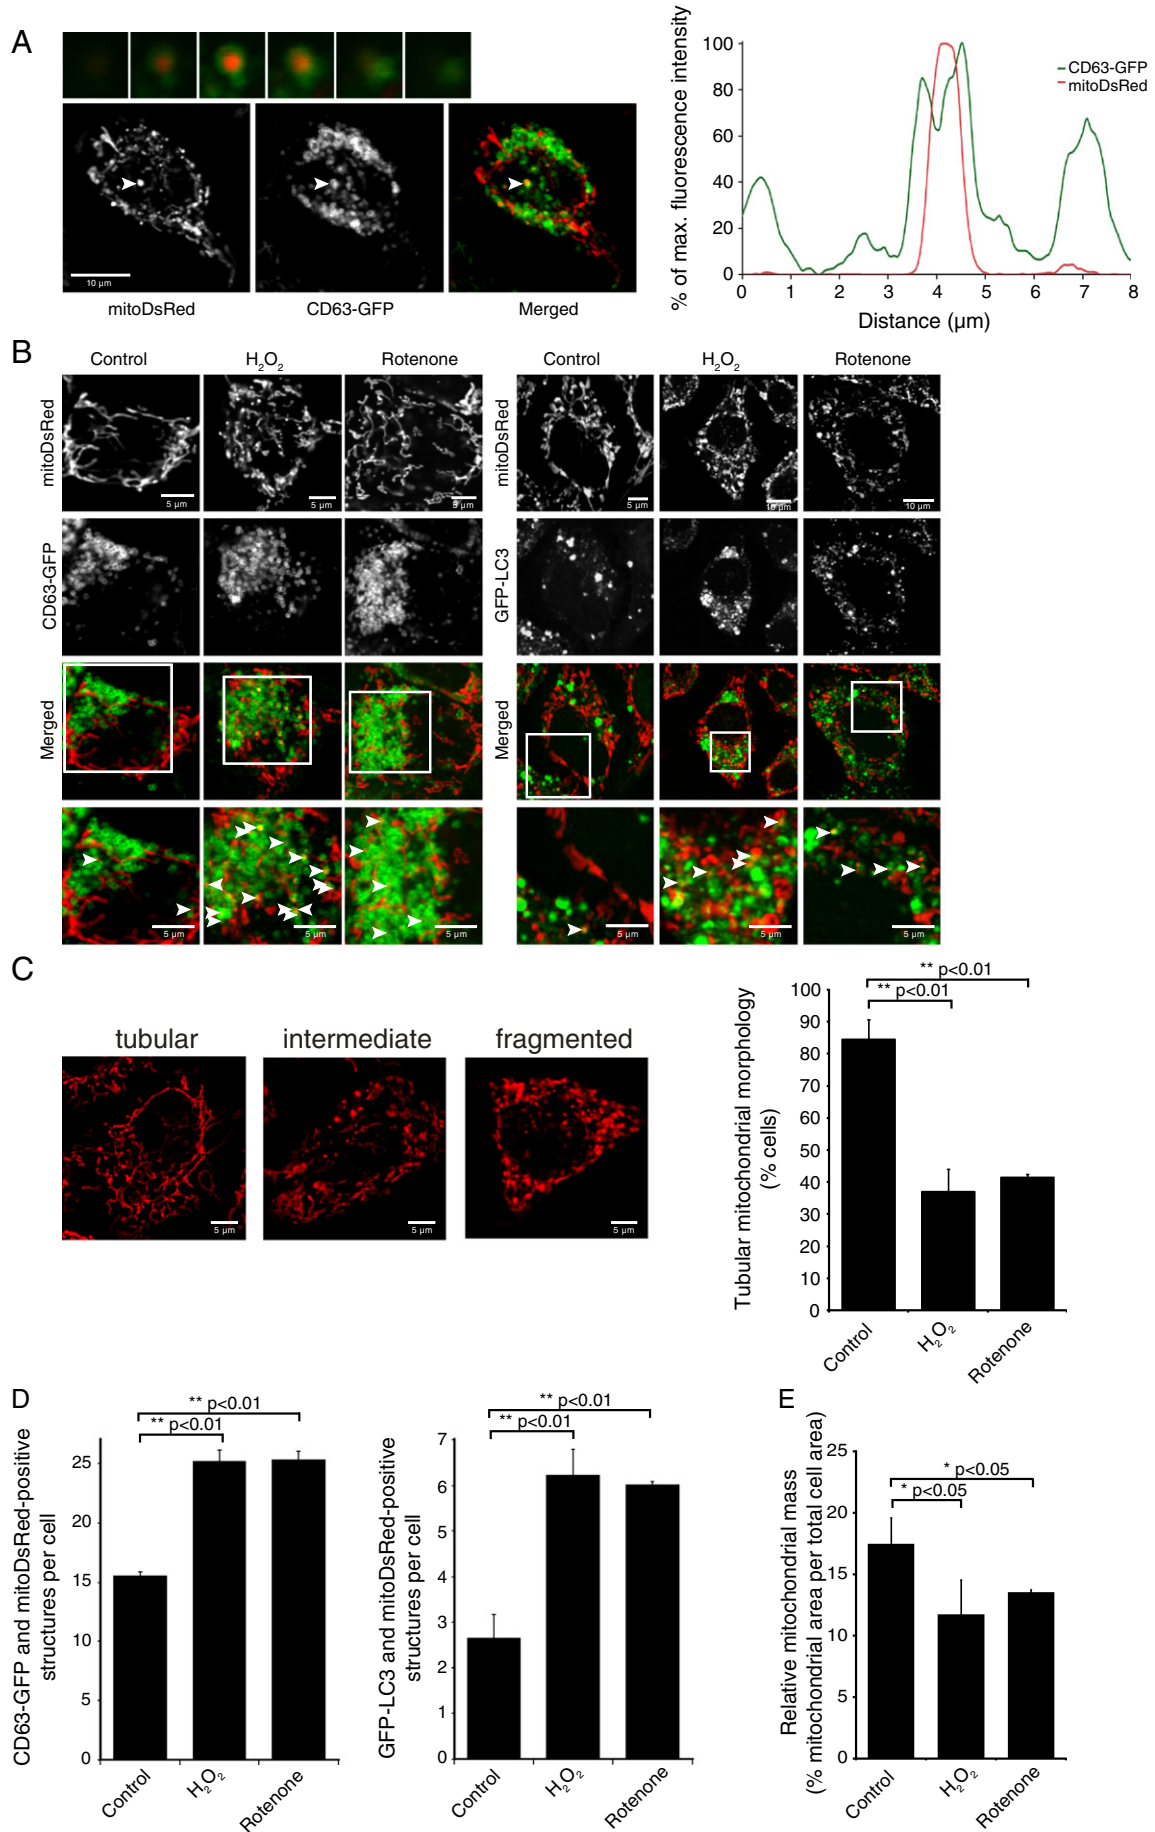 A
10 µm
mitoDsRed
CD63-GFP
Merged
% of max. fluorescence intensity
100
80
60
40
20
0
0 1 2 3 4 5 6 7 8
Distance (µm)
CD63-GFP
mitoDsRed
B
Control
H₂O₂
Rotenone
Control
H₂O₂
Rotenone
mitoDsRed
5 µm
5 µm
5 µm
mitoDsRed
5 µm
10 µm
10 µm
CD63-GFP
GFP-LC3
Merged
Merged
5 µm
5 µm
5 µm
5 µm
5 µm
5 µm
C
tubular
intermediate
fragmented
5 µm
5 µm
5 µm
Tubular mitochondrial morphology
(% cells)
** p<0.01
** p<0.01
100
90
80
70
60
50
40
30
20
10
0
Control
H₂O₂
Rotenone
D
CD63-GFP and mitoDsRed-positive
structures per cell
** p<0.01
** p<0.01
25
20
15
10
5
0
Control
H₂O₂
Rotenone
GFP-LC3 and mitoDsRed-positive
structures per cell
** p<0.01
** p<0.01
7
6
5
4
3
2
1
0
Control
H₂O₂
Rotenone
E
Relative mitochondrial mass
(% mitochondrial area per total cell area)
* p<0.05
* p<0.05
25
20
15
10
5
0
Control
H₂O₂
Rotenone